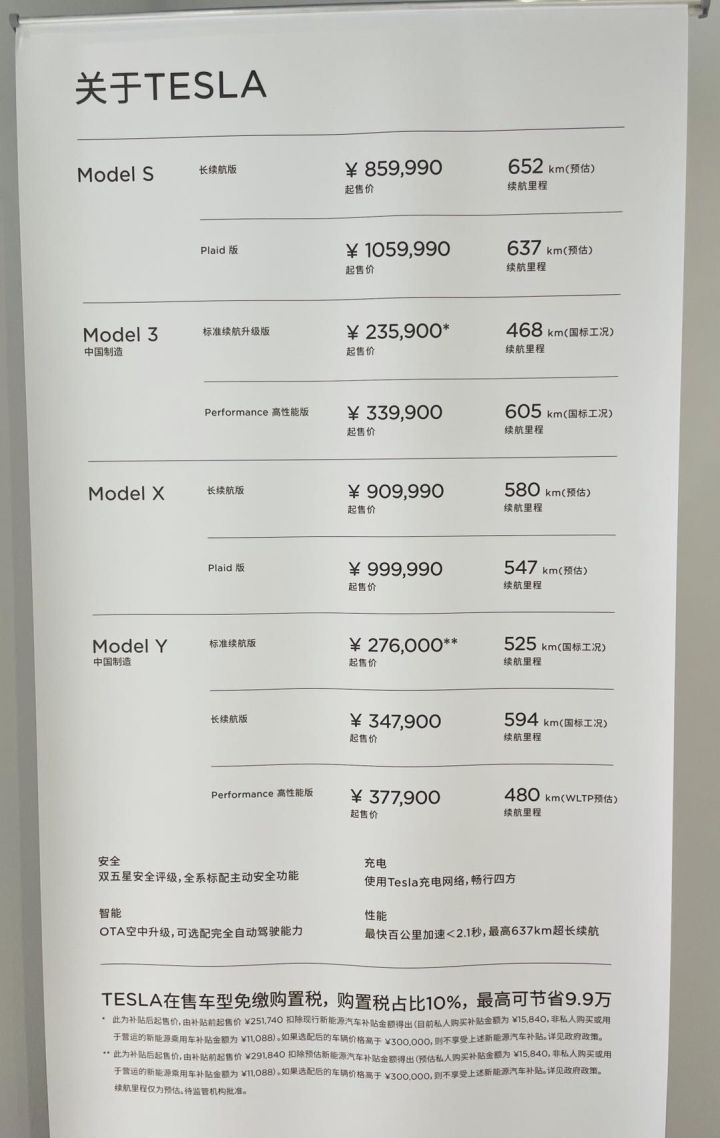 关于TESLA
Model S 长续航版 ¥ 859,990 652 km(预估)
起售价 续航里程
Plaid 版 ¥ 1059,990 637 km(预估)
起售价 续航里程
Model 3 标准续航升级版 ¥ 235,900* 468 km(国标工况)
中国制造 起售价 续航里程
Performance 高性能版 ¥ 339,900 605 km(国标工况)
起售价 续航里程
Model X 长续航版 ¥ 909,990 580 km(预估)
起售价 续航里程
Plaid 版 ¥ 999,990 547 km(预估)
起售价 续航里程
Model Y 标准续航版 ¥ 276,000** 525 km(国标工况)
中国制造 起售价 续航里程
长续航版 ¥ 347,900 594 km(国标工况)
起售价 续航里程
Performance 高性能版 ¥ 377,900 480 km(WLTP预估)
起售价 续航里程
安全 充电
双五星安全评级,全系标配主动安全功能 使用Tesla充电网络,畅行四方
智能 性能
OTA空中升级,可选配完全自动驾驶能力 最快百公里加速<2.1秒,最高637km超长续航
TESLA在售车型免缴购置税，购置税占比10%，最高可节省9.9万
* 此为补贴后起售价,由补贴前起售价 ¥251,740 扣除现行新能源汽车补贴金额得出(目前私人购买补贴金额为 ¥15,840,非私人购买或用
于营运的新能源乘用车补贴金额为 ¥11,088)。如果选配后的车辆价格高于 ¥300,000,则不享受上述新能源汽车补贴。详见政府政策。
** 此为补贴后起售价,由补贴前起售价 ¥291,840 扣除预估新能源汽车补贴金额得出(预估私人购买补贴金额为 ¥15,840,非私人购买或用
于营运的新能源乘用车补贴金额为 ¥11,088)。如果选配后的车辆价格高于 ¥300,000,则不享受上述新能源汽车补贴。详见政府政策。
续航里程仅为预估。待监管机构批准。